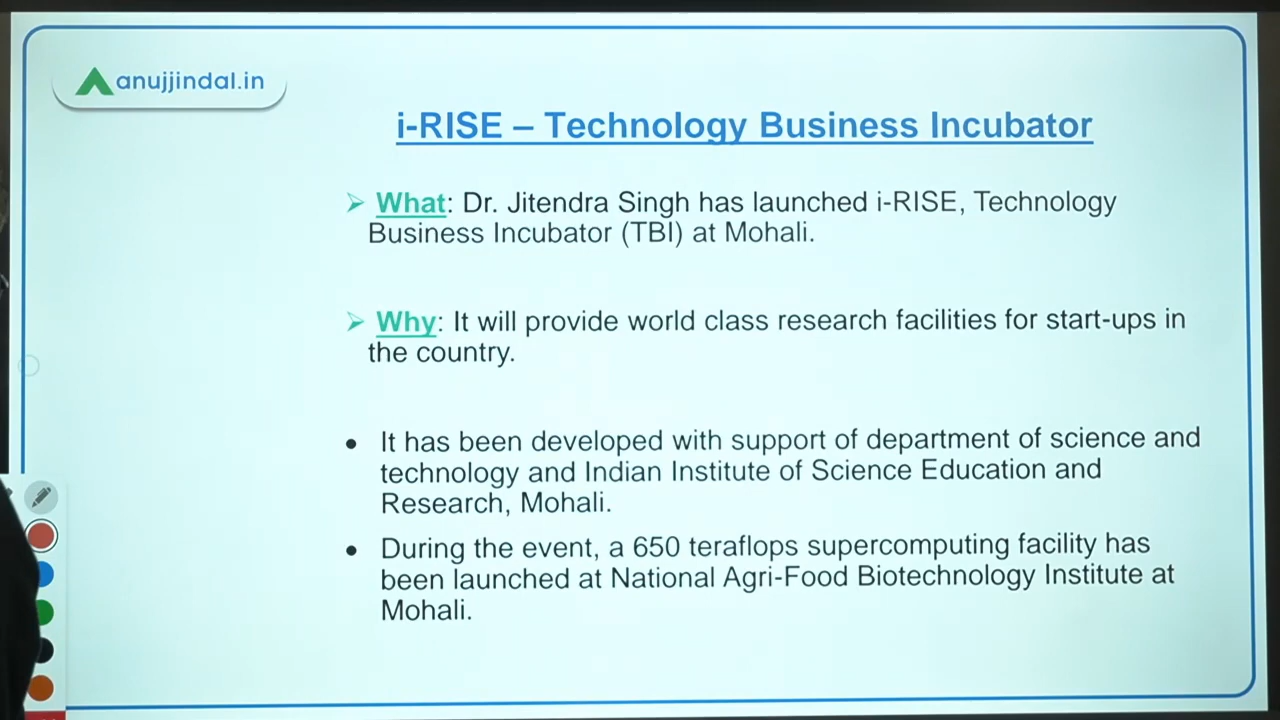 anujjindal.in
i-RISE – Technology Business Incubator
➢ What: Dr. Jitendra Singh has launched i-RISE, Technology
Business Incubator (TBI) at Mohali.
➢ Why: It will provide world class research facilities for start-ups in
the country.
• It has been developed with support of department of science and
technology and Indian Institute of Science Education and
Research, Mohali.
• During the event, a 650 teraflops supercomputing facility has
been launched at National Agri-Food Biotechnology Institute at
Mohali.